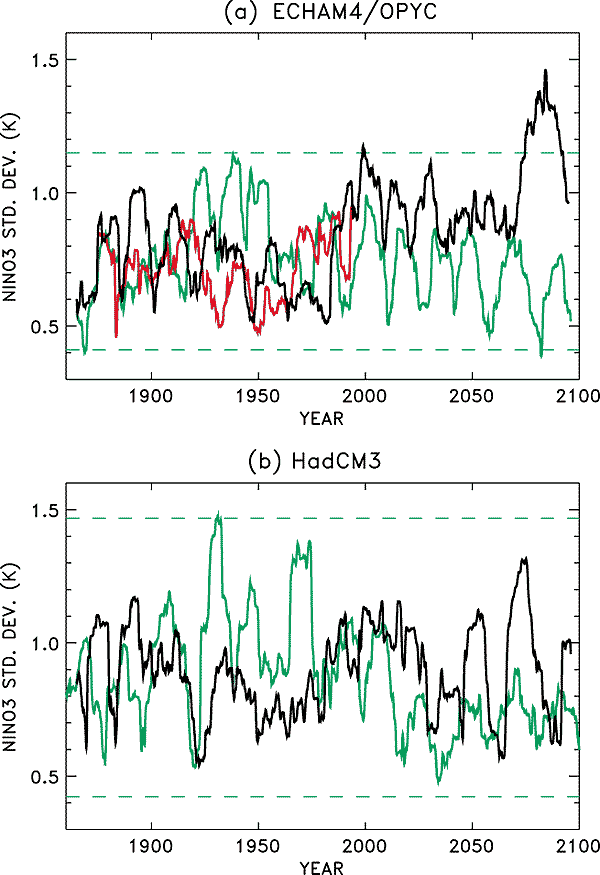 (a) ECHAM4/OPYC
NINO3 STD. DEV. (K)
1.5
1.0
0.5
1900 1950 2000 2050 2100
YEAR
(b) HadCM3
NINO3 STD. DEV. (K)
1.5
1.0
0.5
1900 1950 2000 2050 2100
YEAR